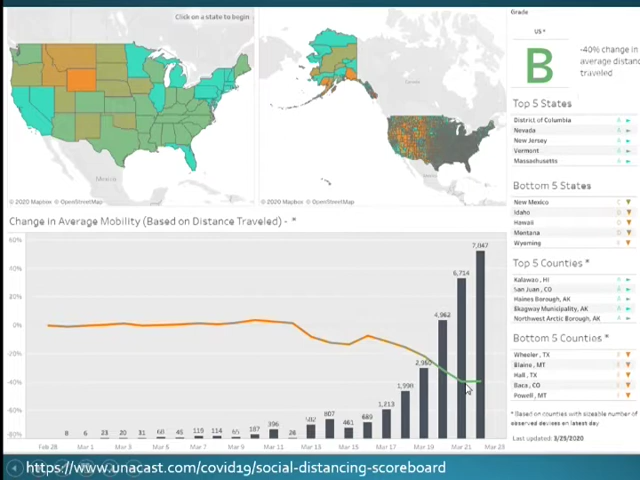 Click on a state to begin
Mexico
© 2020 Mapbox © OpenStreetMap
© 2020 Mapbox © OpenStreetMap
Grade
US *
B
-40% change in
average distanc
traveled
Top 5 States
District of Columbia A
Nevada A
New Jersey A
Vermont A
Massachusetts A
Bottom 5 States
New Mexico
Idaho
Hawaii
Montana
Wyoming
Top 5 Counties *
Kalawao, HI
San Juan, CO
Haines Borough, AK
Skagway Municipality, AK
Northwest Arctic Borough, AK
Bottom 5 Counties *
Wheeler, TX
Blaine, MT
Hall, TX
Baca, CO
Powell, MT
* Based on counties with sizeable number of
observed devices on latest day
Last updated: 3/25/2020
Change in Average Mobility (Based on Distance Traveled) - *
60%
40%
20%
0%
-20%
-40%
-60%
-80%
8 6 23 20 31 68 45 119 114 65 187 396 26 807 461 689 1,213 1,998 4,962 6,714 7,047
Feb 28 Mar 1 Mar 3 Mar 5 Mar 7 Mar 9 Mar 11 Mar 13 Mar 15 Mar 17 Mar 19 Mar 21 Mar 23
https://www.unacast.com/covid19/social-distancing-scoreboard